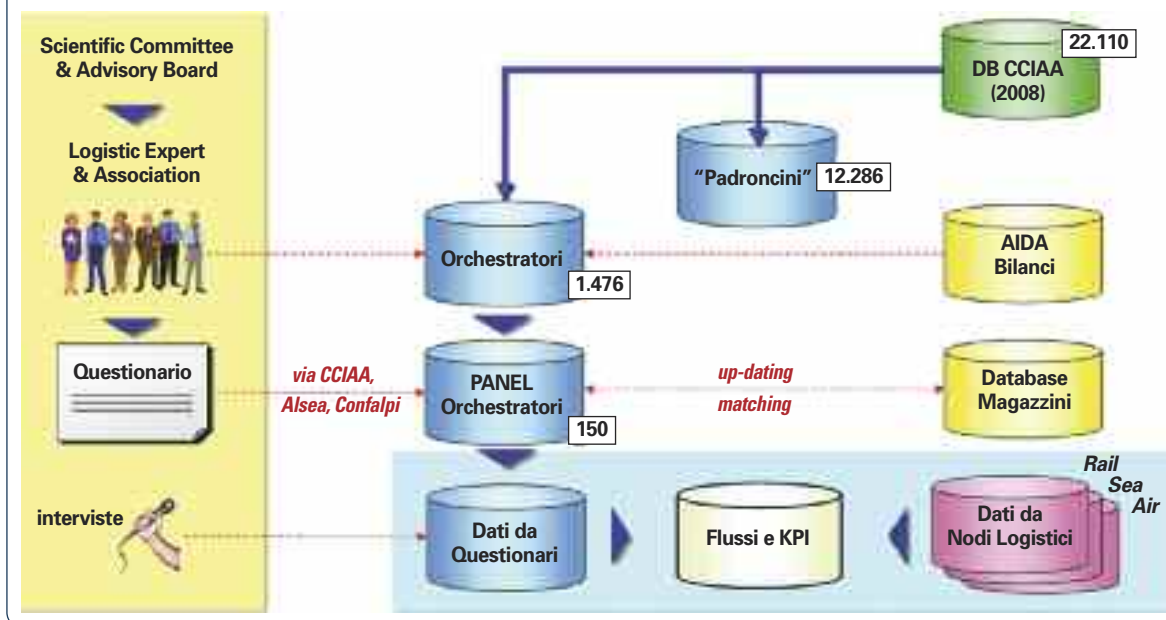 Scientific Committee
& Advisory Board
Logistic Expert
& Association
Questionario
interviste
22.110
DB CCIAA
(2008)
“Padroncini”
12.286
Orchestratori
1.476
AIDA
Bilanci
via CCIAA,
Alsea, Confalpi
PANEL
Orchestratori
150
up-dating
matching
Database
Magazzini
Dati da
Questionari
Flussi e KPI
Rail
Sea
Air
Dati da
Nodi Logistici